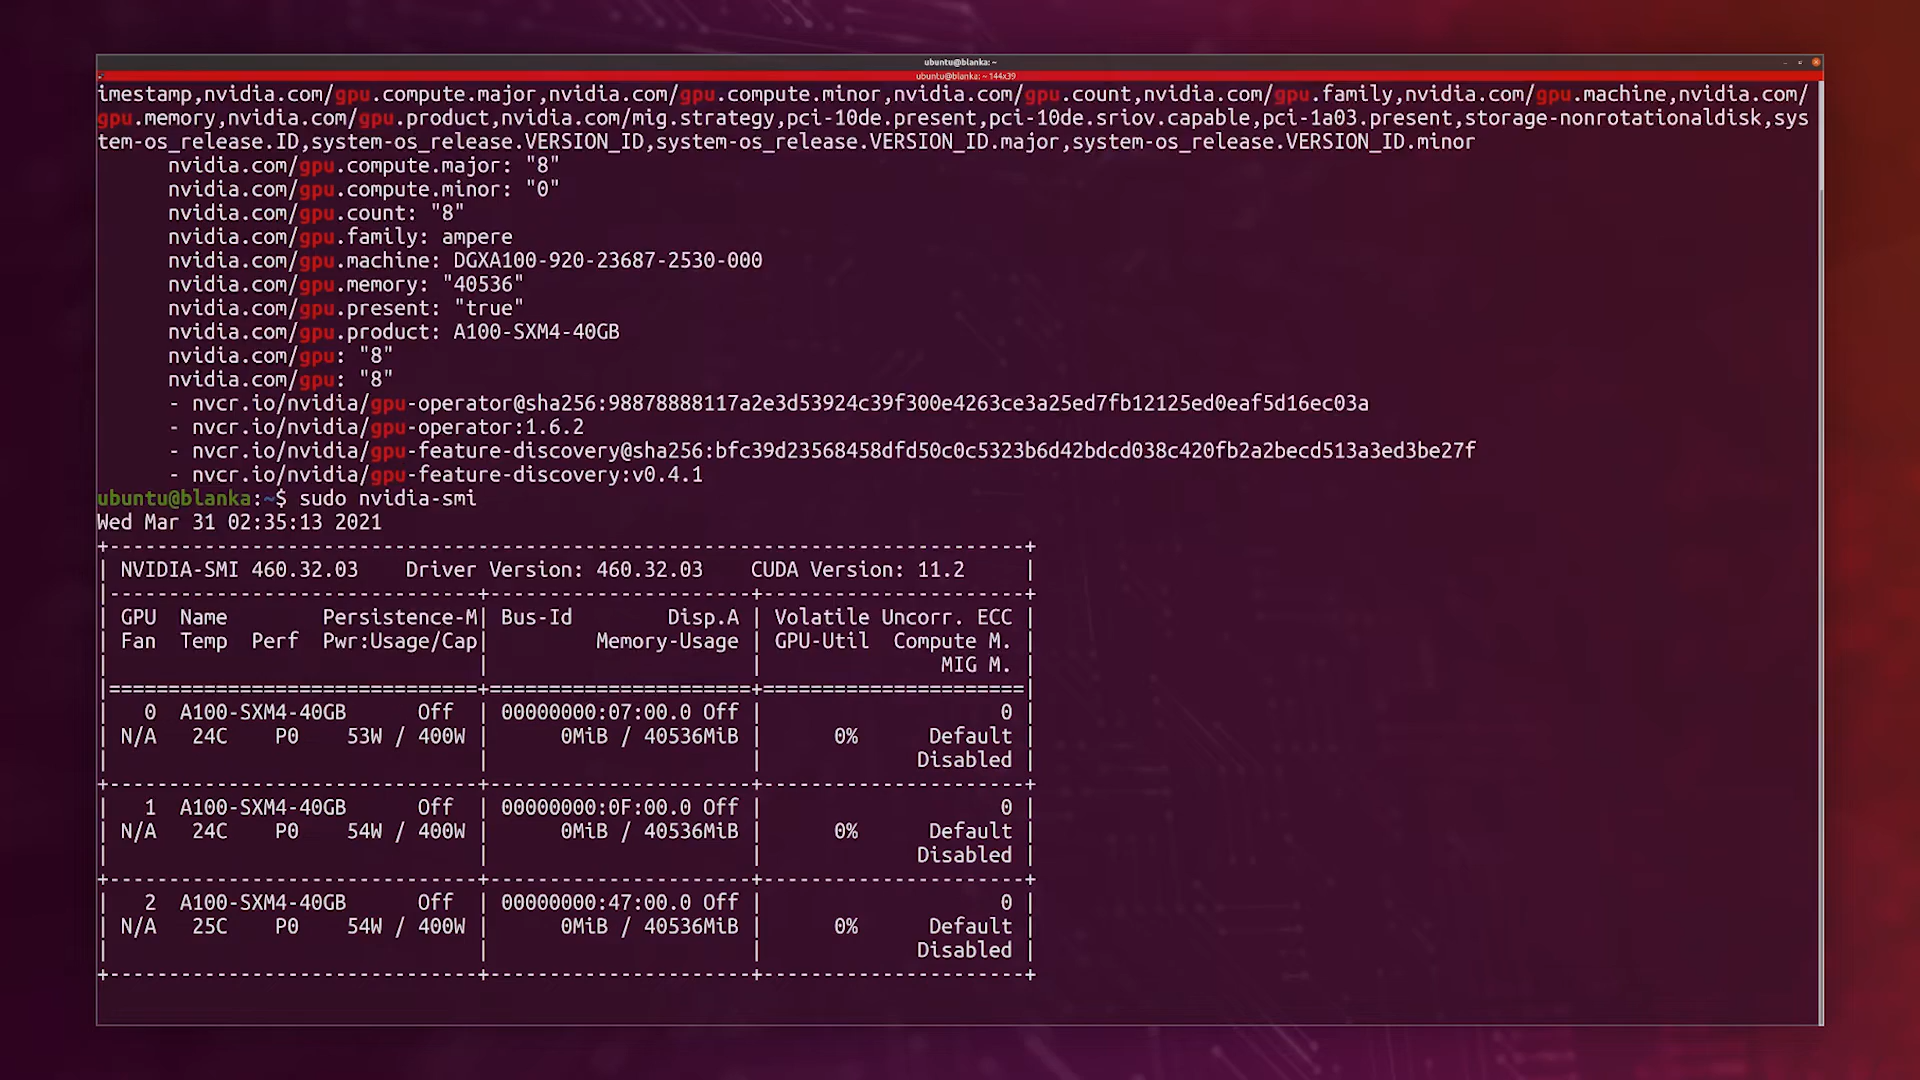 ubuntu@blanka: ~
ubuntu@blanka: ~ 144x39
imestamp,nvidia.com/gpu.compute.major,nvidia.com/gpu.compute.minor,nvidia.com/gpu.count,nvidia.com/gpu.family,nvidia.com/gpu.machine,nvidia.com/
gpu.memory,nvidia.com/gpu.product,nvidia.com/mig.strategy,pci-10de.present,pci-10de.sriov.capable,pci-1a03.present,storage-nonrotationaldisk,sys
tem-os_release.ID,system-os_release.VERSION_ID,system-os_release.VERSION_ID.major,system-os_release.VERSION_ID.minor
      nvidia.com/gpu.compute.major: "8"
      nvidia.com/gpu.compute.minor: "0"
      nvidia.com/gpu.count: "8"
      nvidia.com/gpu.family: ampere
      nvidia.com/gpu.machine: DGXA100-920-23687-2530-000
      nvidia.com/gpu.memory: "40536"
      nvidia.com/gpu.present: "true"
      nvidia.com/gpu.product: A100-SXM4-40GB
      nvidia.com/gpu: "8"
      nvidia.com/gpu: "8"
      - nvcr.io/nvidia/gpu-operator@sha256:98878888117a2e3d53924c39f300e4263ce3a25ed7fb12125ed0eaf5d16ec03a
      - nvcr.io/nvidia/gpu-operator:1.6.2
      - nvcr.io/nvidia/gpu-feature-discovery@sha256:bfc39d23568458dfd50c0c5323b6d42bdcd038c420fb2a2becd513a3ed3be27f
      - nvcr.io/nvidia/gpu-feature-discovery:v0.4.1
ubuntu@blanka:~$ sudo nvidia-smi
Wed Mar 31 02:35:13 2021
+-----------------------------------------------------------------------------+
| NVIDIA-SMI 460.32.03    Driver Version: 460.32.03    CUDA Version: 11.2     |
|-------------------------------+----------------------+----------------------+
| GPU  Name        Persistence-M| Bus-Id        Disp.A | Volatile Uncorr. ECC |
| Fan  Temp  Perf  Pwr:Usage/Cap|         Memory-Usage | GPU-Util  Compute M. |
|                               |                      |               MIG M. |
|===============================+======================+======================|
|   0  A100-SXM4-40GB      Off  | 00000000:07:00.0 Off |                    0 |
| N/A   24C    P0    53W / 400W |      0MiB / 40536MiB |      0%      Default |
|                               |                      |             Disabled |
+-------------------------------+----------------------+----------------------+
|   1  A100-SXM4-40GB      Off  | 00000000:0F:00.0 Off |                    0 |
| N/A   24C    P0    54W / 400W |      0MiB / 40536MiB |      0%      Default |
|                               |                      |             Disabled |
+-------------------------------+----------------------+----------------------+
|   2  A100-SXM4-40GB      Off  | 00000000:47:00.0 Off |                    0 |
| N/A   25C    P0    54W / 400W |      0MiB / 40536MiB |      0%      Default |
|                               |                      |             Disabled |
+-------------------------------+----------------------+----------------------+